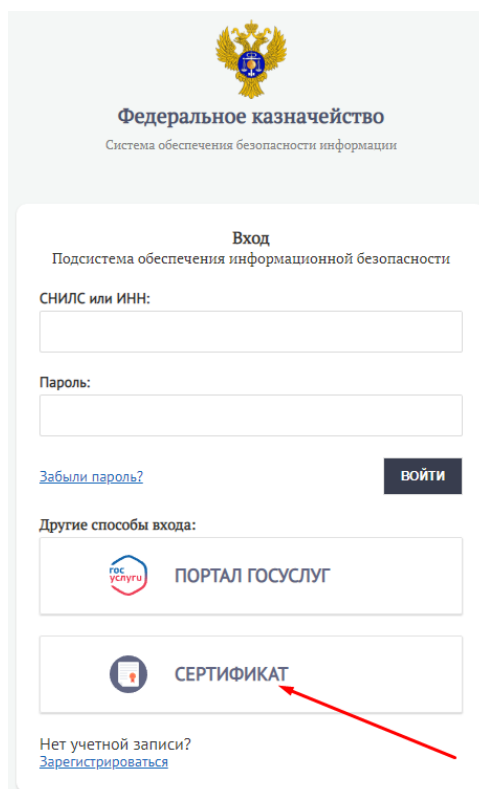 Федеральное казначейство
Система обеспечения безопасности информации
Вход
Подсистема обеспечения информационной безопасности
СНИЛС или ИНН:
Пароль:
Забыли пароль?
ВОЙТИ
Другие способы входа:
гос
услуги
ПОРТАЛ ГОСУСЛУГ
СЕРТИФИКАТ
Нет учетной записи?
Зарегистрироваться